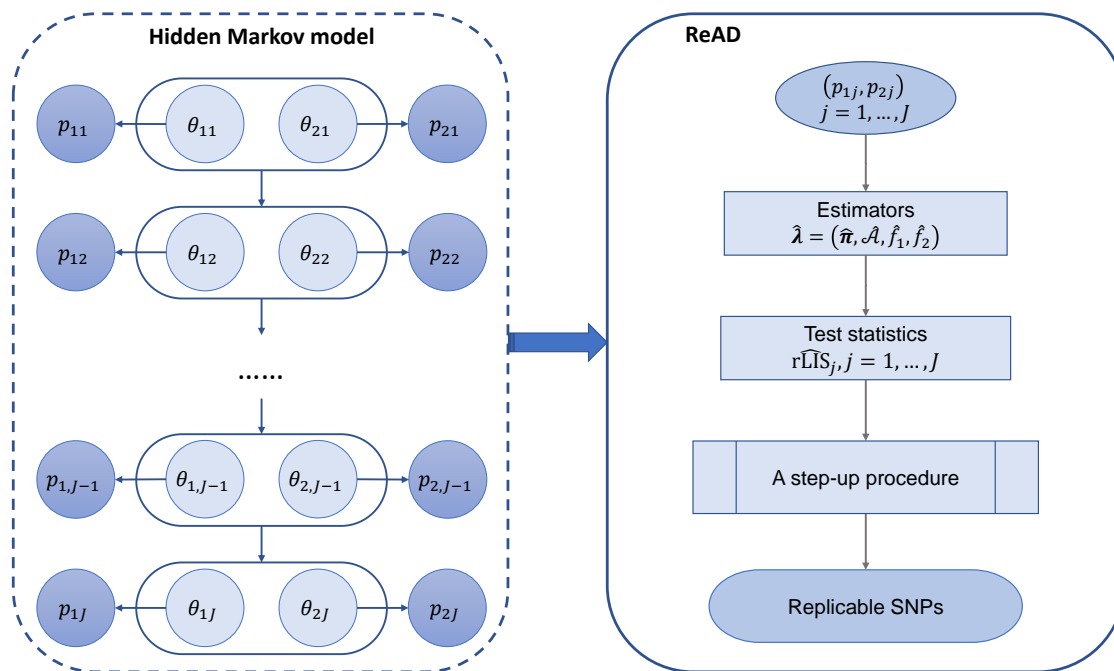 Hidden Markov model
p₁₁ θ₁₁ θ₂₁ p₂₁
p₁₂ θ₁₂ θ₂₂ p₂₂
……
p₁,J−₁ θ₁,J−₁ θ₂,J−₁ p₂,J−₁
p₁J θ₁J θ₂J p₂J
ReAD
(p₁j, p₂j)
j = 1, …, J
Estimators
λ̂ = (π̂, 𝒜̂, f̂₁, f̂₂)
Test statistics
rL̂ISⱼ, j = 1, …, J
A step-up procedure
Replicable SNPs